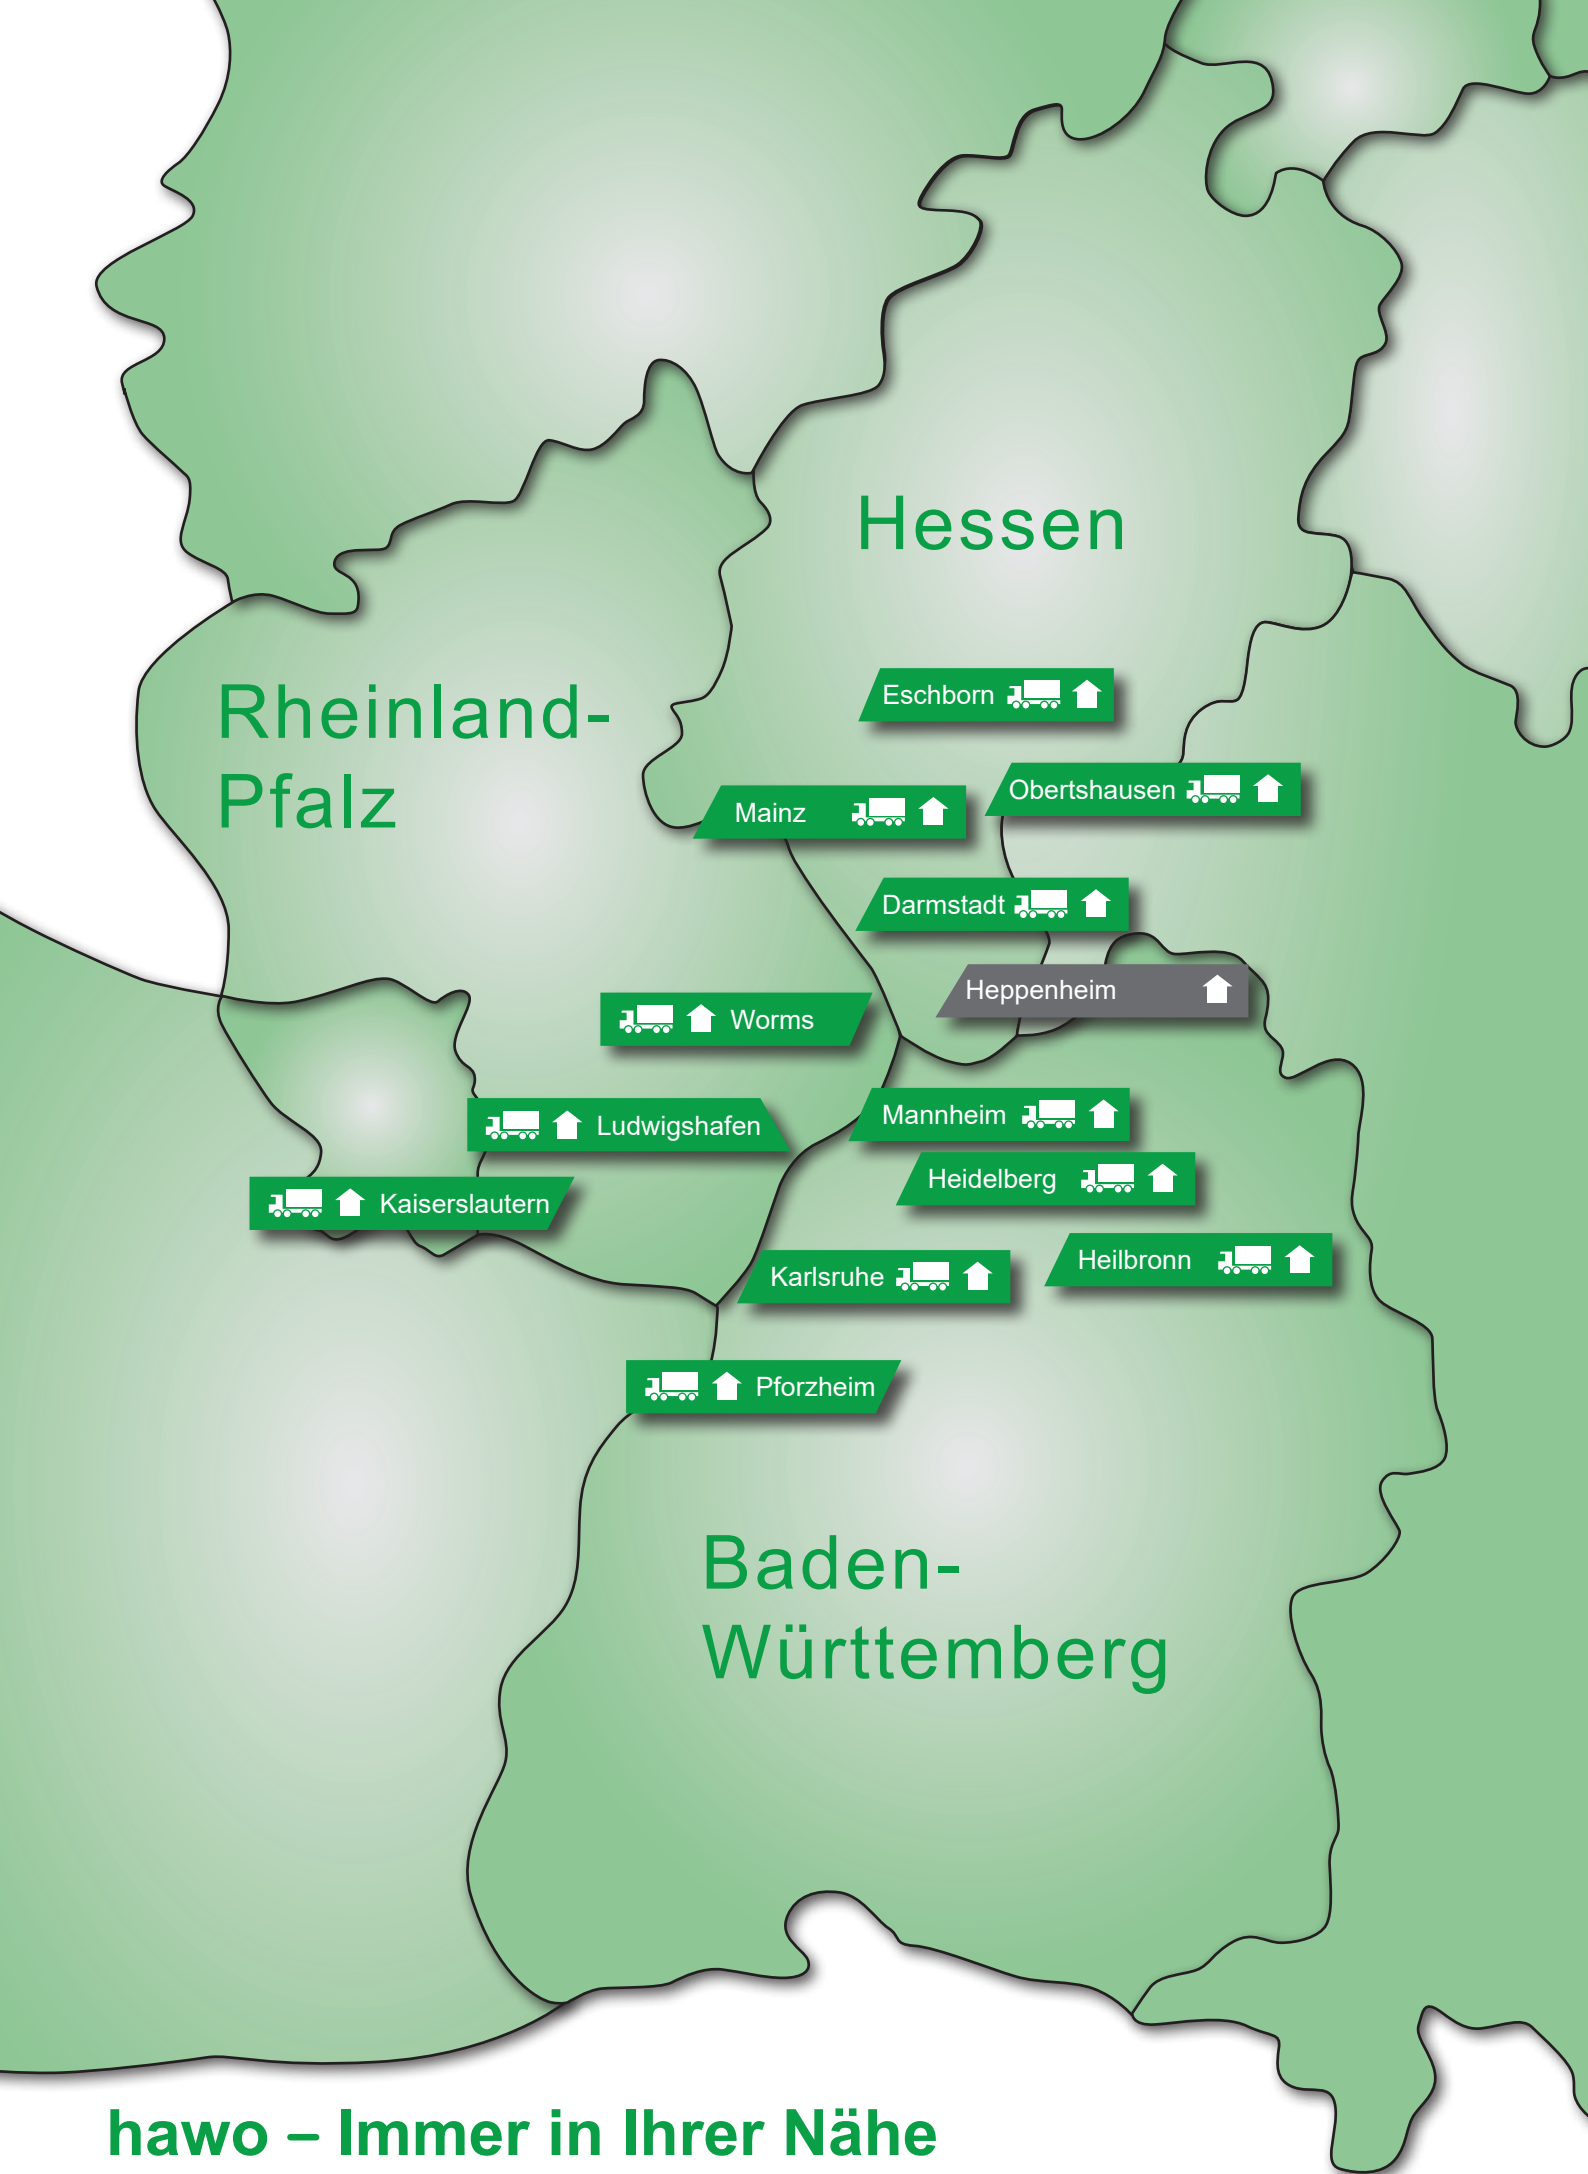 Hessen
Rheinland-
Pfalz
Eschborn
Obertshausen
Mainz
Darmstadt
Heppenheim
Worms
Mannheim
Ludwigshafen
Heidelberg
Kaiserslautern
Heilbronn
Karlsruhe
Pforzheim
Baden-
Württemberg
hawo – Immer in Ihrer Nähe